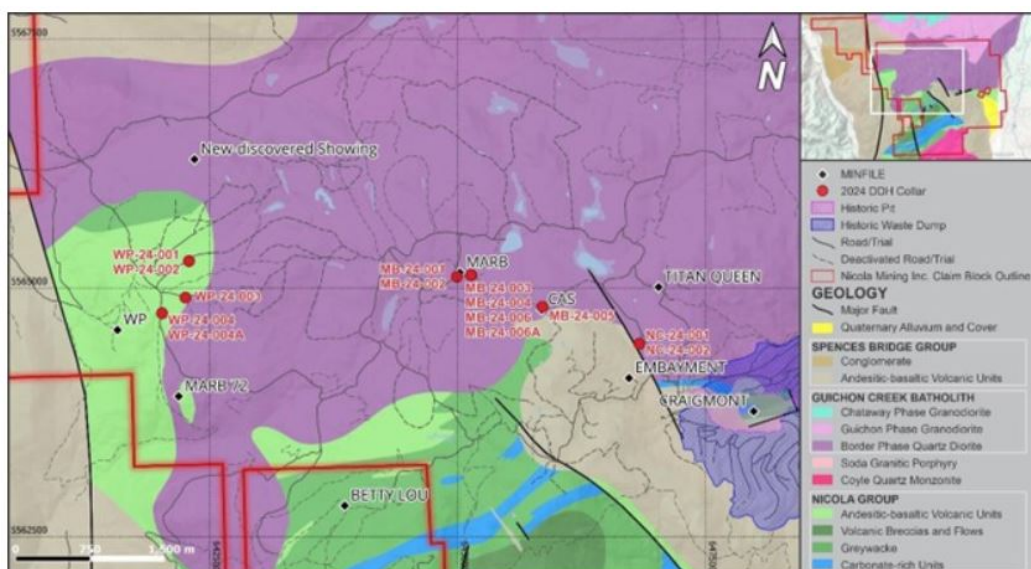 5567500
N
New-discovered Showing
WP-24-001
WP-24-002
WP-24-003
WP
WP-24-004
WP-24-004A
MARB 72
5565000
MB-24-001
MB-24-002
MARB
MB-24-003
MB-24-004
MB-24-006
MB-24-006A
CAS
MB-24-005
TITAN QUEEN
NC-24-001
NC-24-002
EMBAYMENT
CRAIGMONT
BETTY LOU
5562500
0 750 1,500 m
MINFILE
2024 DDH Collar
Historic Pit
Historic Waste Dump
Road/Trial
Deactivated Road/Trial
Nicola Mining Inc. Claim Block Outline
GEOLOGY
Major Fault
Quaternary Alluvium and Cover
SPENCES BRIDGE GROUP
Conglomerate
Andesitic-basaltic Volcanic Units
GUICHON CREEK BATHOLITH
Chataway Phase Granodiorite
Guichon Phase Granodiorite
Border Phase Quartz Diorite
Soda Granitic Porphyry
Coyle Quartz Monzonite
NICOLA GROUP
Andesitic-basaltic Volcanic Units
Volcanic Breccias and Flows
Greywacke
Carbonate-rich Units